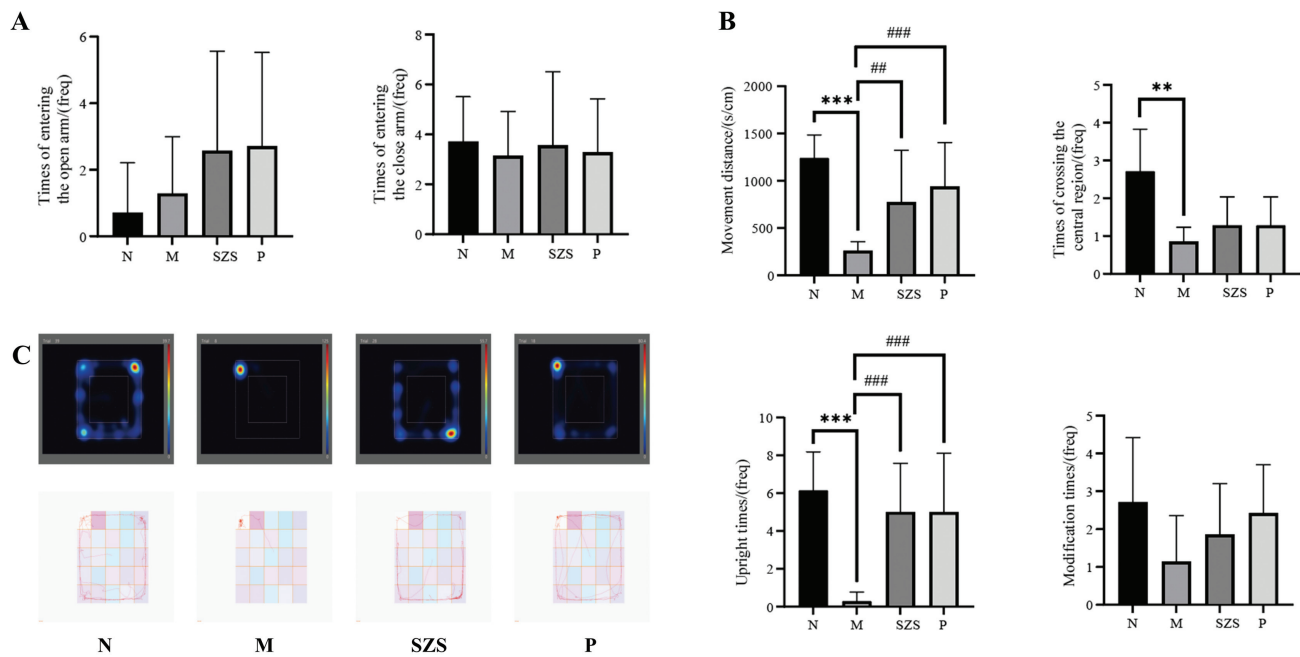 A
Times of entering
the open arm/(freq)
6
4
2
0
N M SZS P
Times of entering
the close arm/(freq)
8
6
4
2
0
N M SZS P
B
Movement distance/(s/cm)
2000
1500
1000
500
0
***
##
###
N M SZS P
Times of crossing the
central region/(freq)
5
4
3
2
1
0
**
N M SZS P
C
Upright times/(freq)
10
8
6
4
2
0
***
###
###
N M SZS P
Modification times/(freq)
5
4
3
2
1
0
N M SZS P
N M SZS P